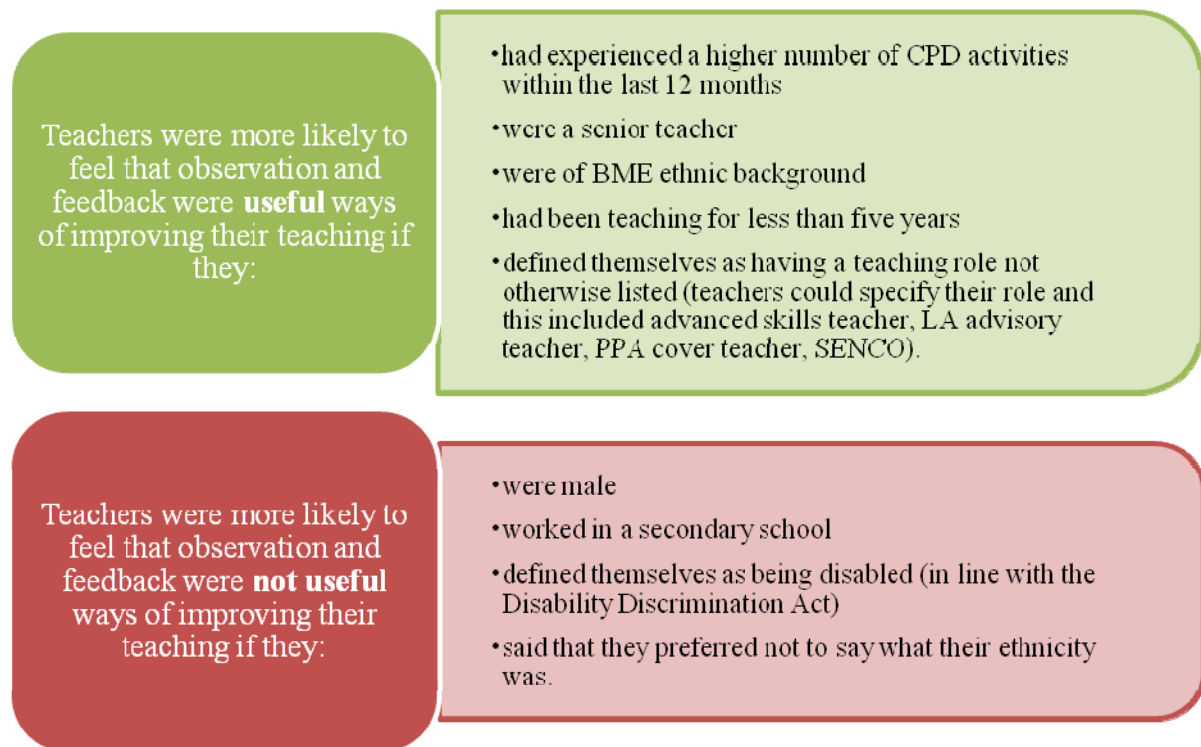 Teachers were more likely to
feel that observation and
feedback were useful ways
of improving their teaching if
they:
•had experienced a higher number of CPD activities
within the last 12 months
•were a senior teacher
•were of BME ethnic background
•had been teaching for less than five years
•defined themselves as having a teaching role not
otherwise listed (teachers could specify their role and
this included advanced skills teacher, LA advisory
teacher, PPA cover teacher, SENCO).
Teachers were more likely to
feel that observation and
feedback were not useful
ways of improving their
teaching if they:
•were male
•worked in a secondary school
•defined themselves as being disabled (in line with the
Disability Discrimination Act)
•said that they preferred not to say what their ethnicity
was.